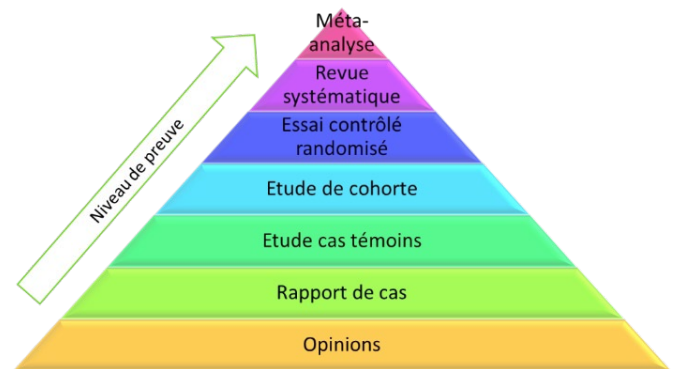 Méta-
analyse
Revue
systématique
Essai contrôlé
randomisé
Etude de cohorte
Etude cas témoins
Rapport de cas
Opinions
Niveau de preuve